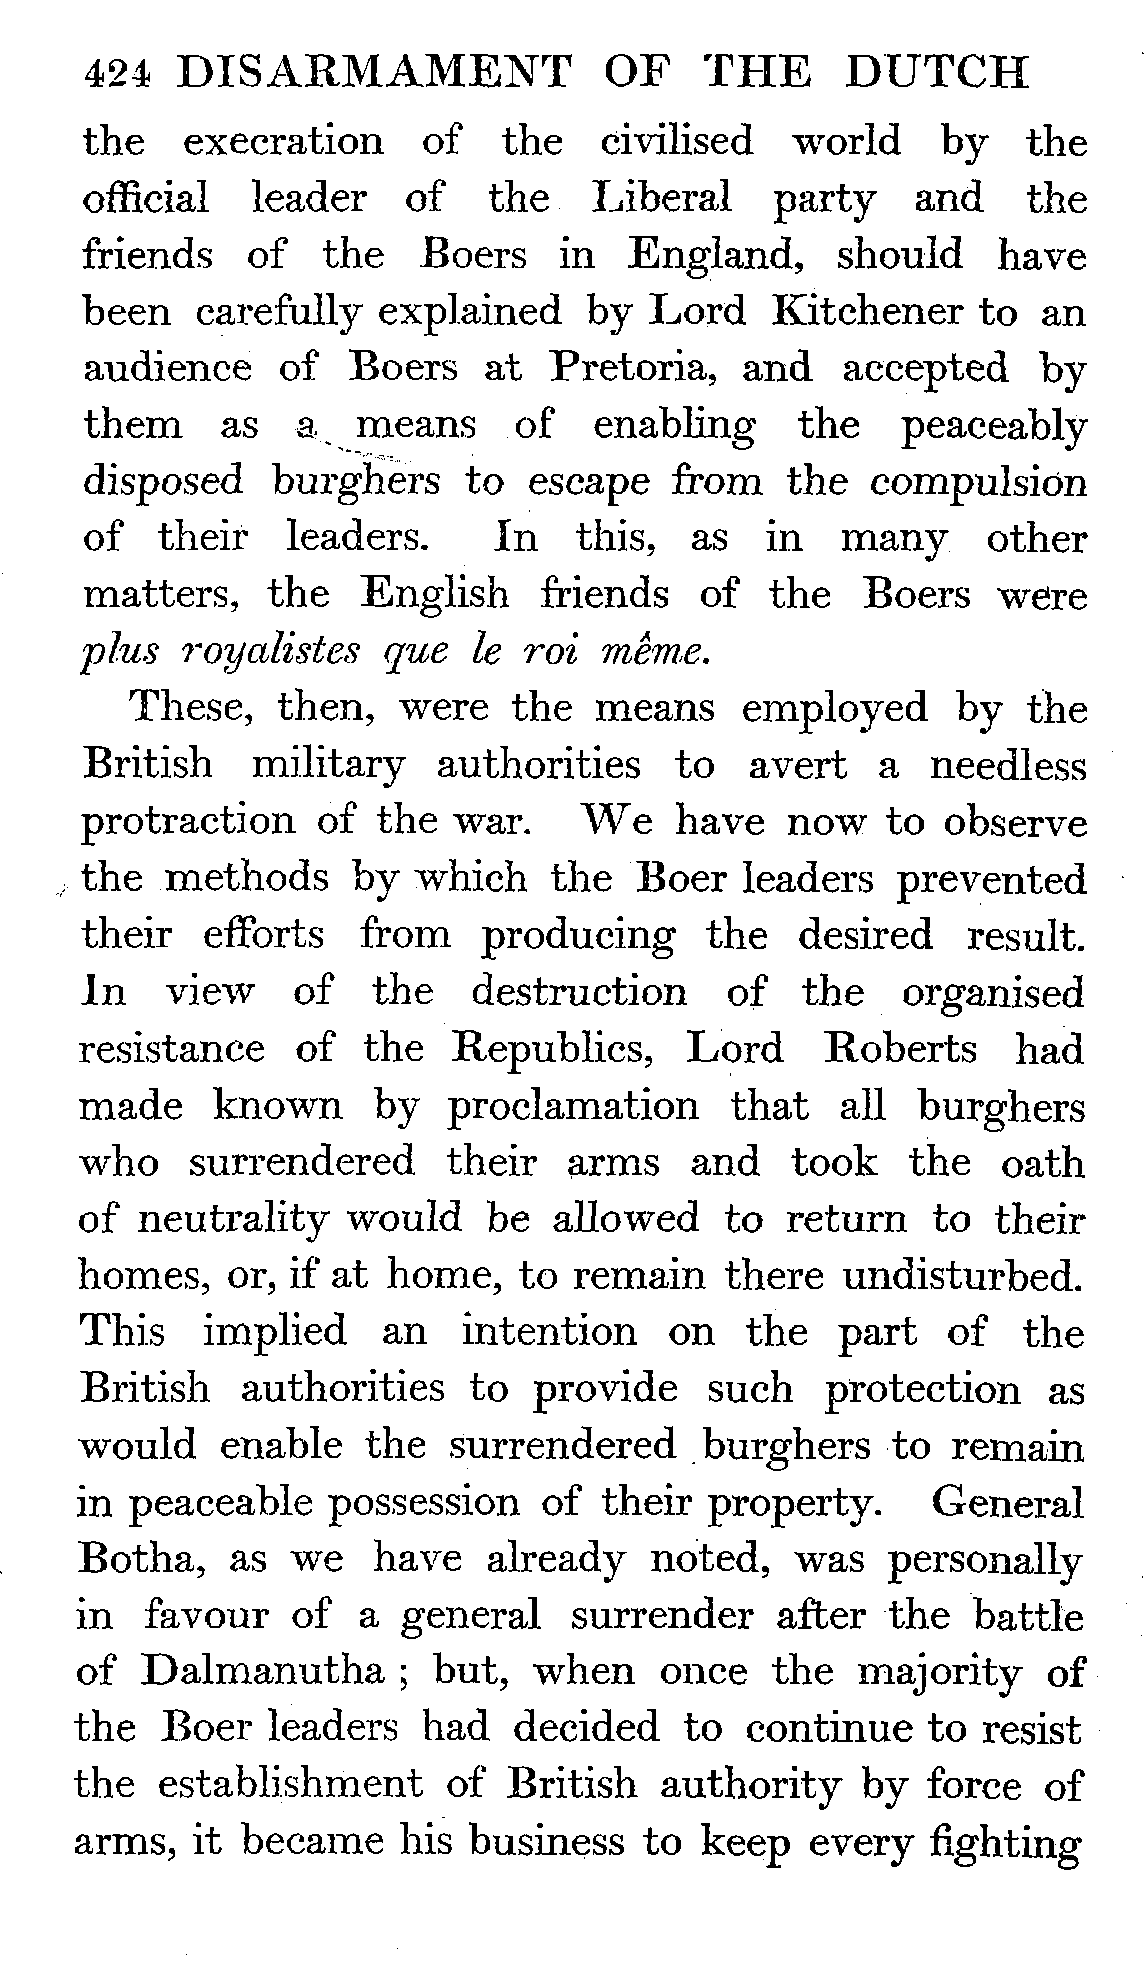 424 DISARMAMENT OF THE DUTCH
the execration of the civilised world by the
official leader of the Liberal party and the
friends of the Boers in England, should have
been carefully explained by Lord Kitchener to an
audience of Boers at Pretoria, and accepted by
them as a means of enabling the peaceably
disposed burghers to escape from the compulsion
of their leaders. In this, as in many other
matters, the English friends of the Boers were
plus royalistes que le roi même.
These, then, were the means employed by the
British military authorities to avert a needless
protraction of the war. We have now to observe
the methods by which the Boer leaders prevented
their efforts from producing the desired result.
In view of the destruction of the organised
resistance of the Republics, Lord Roberts had
made known by proclamation that all burghers
who surrendered their arms and took the oath
of neutrality would be allowed to return to their
homes, or, if at home, to remain there undisturbed.
This implied an intention on the part of the
British authorities to provide such protection as
would enable the surrendered burghers to remain
in peaceable possession of their property. General
Botha, as we have already noted, was personally
in favour of a general surrender after the battle
of Dalmanutha ; but, when once the majority of
the Boer leaders had decided to continue to resist
the establishment of British authority by force of
arms, it became his business to keep every fighting